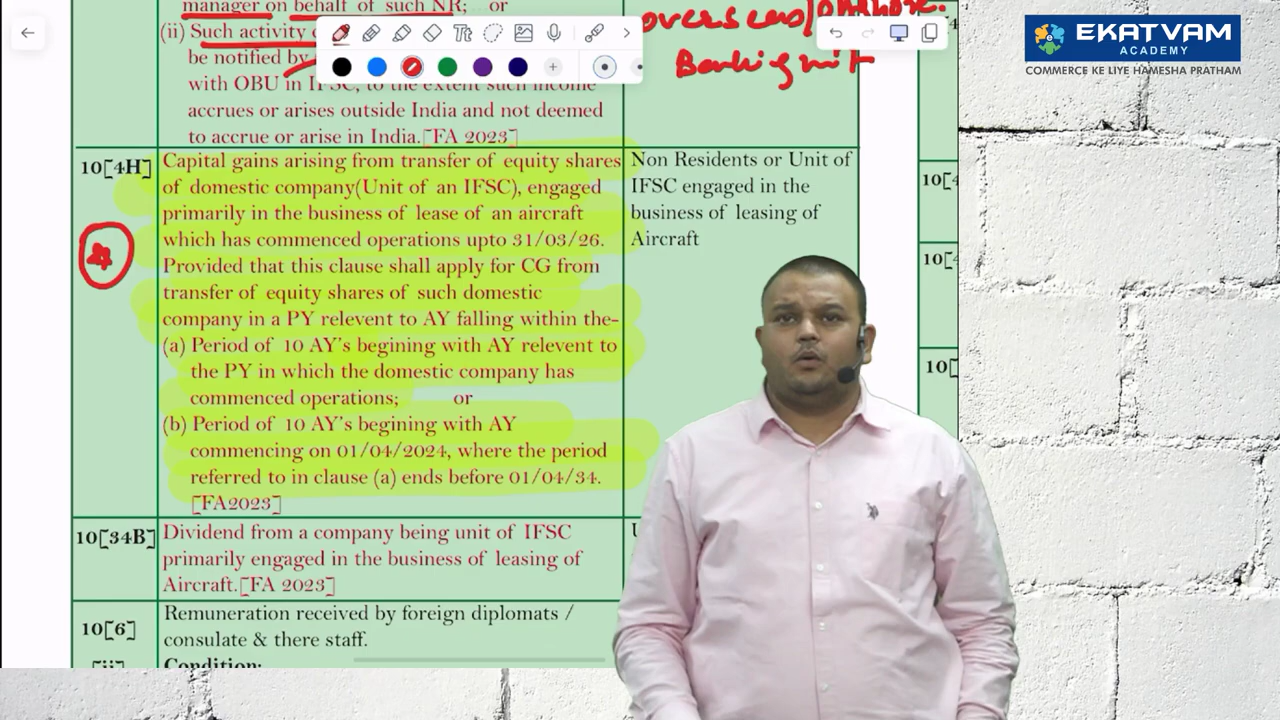 manager on behalf of such NR; or
(ii) Such activity
be notified by
with OBU in IFSC, to the extent such income
accrues or arises outside India and not deemed
to accrue or arise in India.[FA 2023]
overseas/offshore.
Banking unit
EKATVAM
ACADEMY
COMMERCE KE LIYE HAMESHA PRATHAM
Tt
10[4H]
Capital gains arising from transfer of equity shares
of domestic company(Unit of an IFSC), engaged
primarily in the business of lease of an aircraft
which has commenced operations upto 31/03/26.
Provided that this clause shall apply for CG from
transfer of equity shares of such domestic
company in a PY relevent to AY falling within the-
(a) Period of 10 AY's begining with AY relevent to
the PY in which the domestic company has
commenced operations; or
(b) Period of 10 AY's begining with AY
commencing on 01/04/2024, where the period
referred to in clause (a) ends before 01/04/34.
[FA2023]
Non Residents or Unit of
IFSC engaged in the
business of leasing of
Aircraft
10[34B]
Dividend from a company being unit of IFSC
primarily engaged in the business of leasing of
Aircraft.[FA 2023]
U
10[6]
Remuneration received by foreign diplomats /
consulate & there staff.
[ii]
Condition:
10[4
10[4
10[